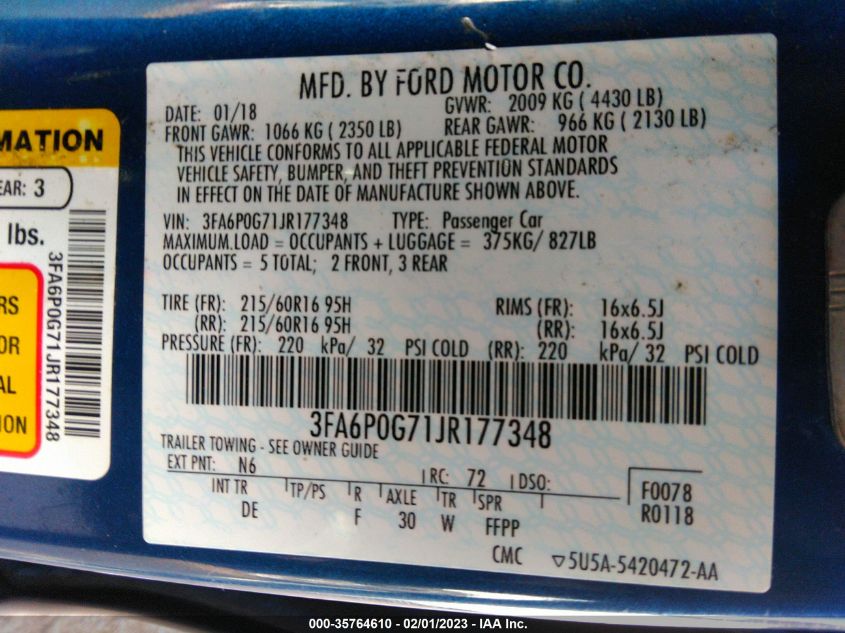 MFD. BY FORD MOTOR CO.
DATE: 01/18 GVWR: 2009 KG ( 4430 LB)
FRONT GAWR: 1066 KG ( 2350 LB) REAR GAWR: 966 KG ( 2130 LB)
THIS VEHICLE CONFORMS TO ALL APPLICABLE FEDERAL MOTOR
VEHICLE SAFETY, BUMPER, AND THEFT PREVENTION STANDARDS
IN EFFECT ON THE DATE OF MANUFACTURE SHOWN ABOVE.
VIN: 3FA6P0G71JR177348 TYPE: Passenger Car
MAXIMUM.LOAD = OCCUPANTS + LUGGAGE = 375KG/ 827LB
OCCUPANTS = 5 TOTAL; 2 FRONT, 3 REAR
TIRE (FR): 215/60R16 95H RIMS (FR): 16x6.5J
(RR): 215/60R16 95H (RR): 16x6.5J
PRESSURE (FR): 220 kPa/ 32 PSI COLD (RR): 220 kPa/ 32 PSI COLD
3FA6P0G71JR177348
TRAILER TOWING - SEE OWNER GUIDE
EXT PNT: N6 RC: 72 DSO:
INT TR TP/PS R AXLE TR SPR
DE F 30 W FFPP
F0078
R0118
CMC ▽5U5A-5420472-AA
MATION
EAR: 3
lbs.
3FA6P0G71JR177348
RS
OR
AL
S
000-35764610 - 02/01/2023 - IAA Inc.